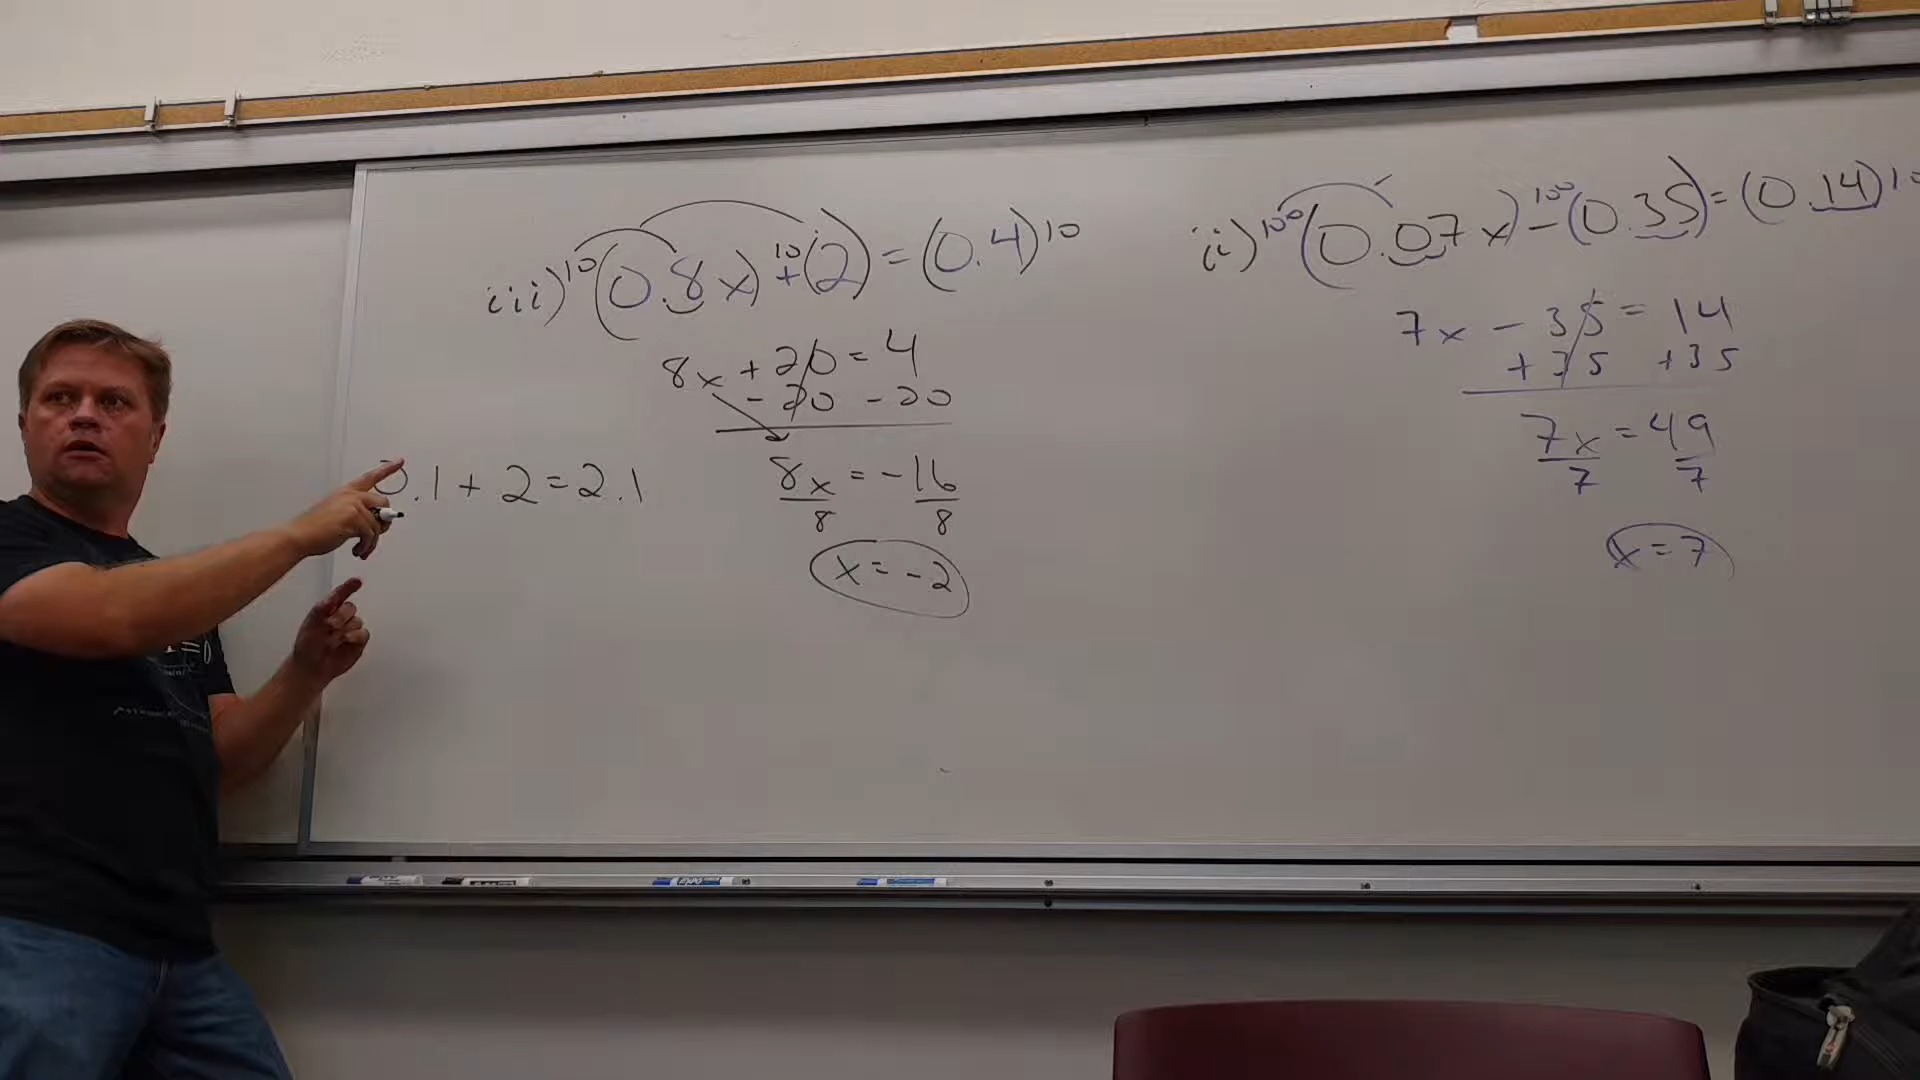 iii) 10(0.8x) 10 + (2) = (0.4)10
8x + 20 = 4
- 20 - 20
8x = -16
8 8
x = -2
0.1 + 2 = 2.1
ii) 100(0.07x) - 100(0.35) = (0.14)10
7x - 35 = 14
+ 35 + 35
7x = 49
7 7
x = 7